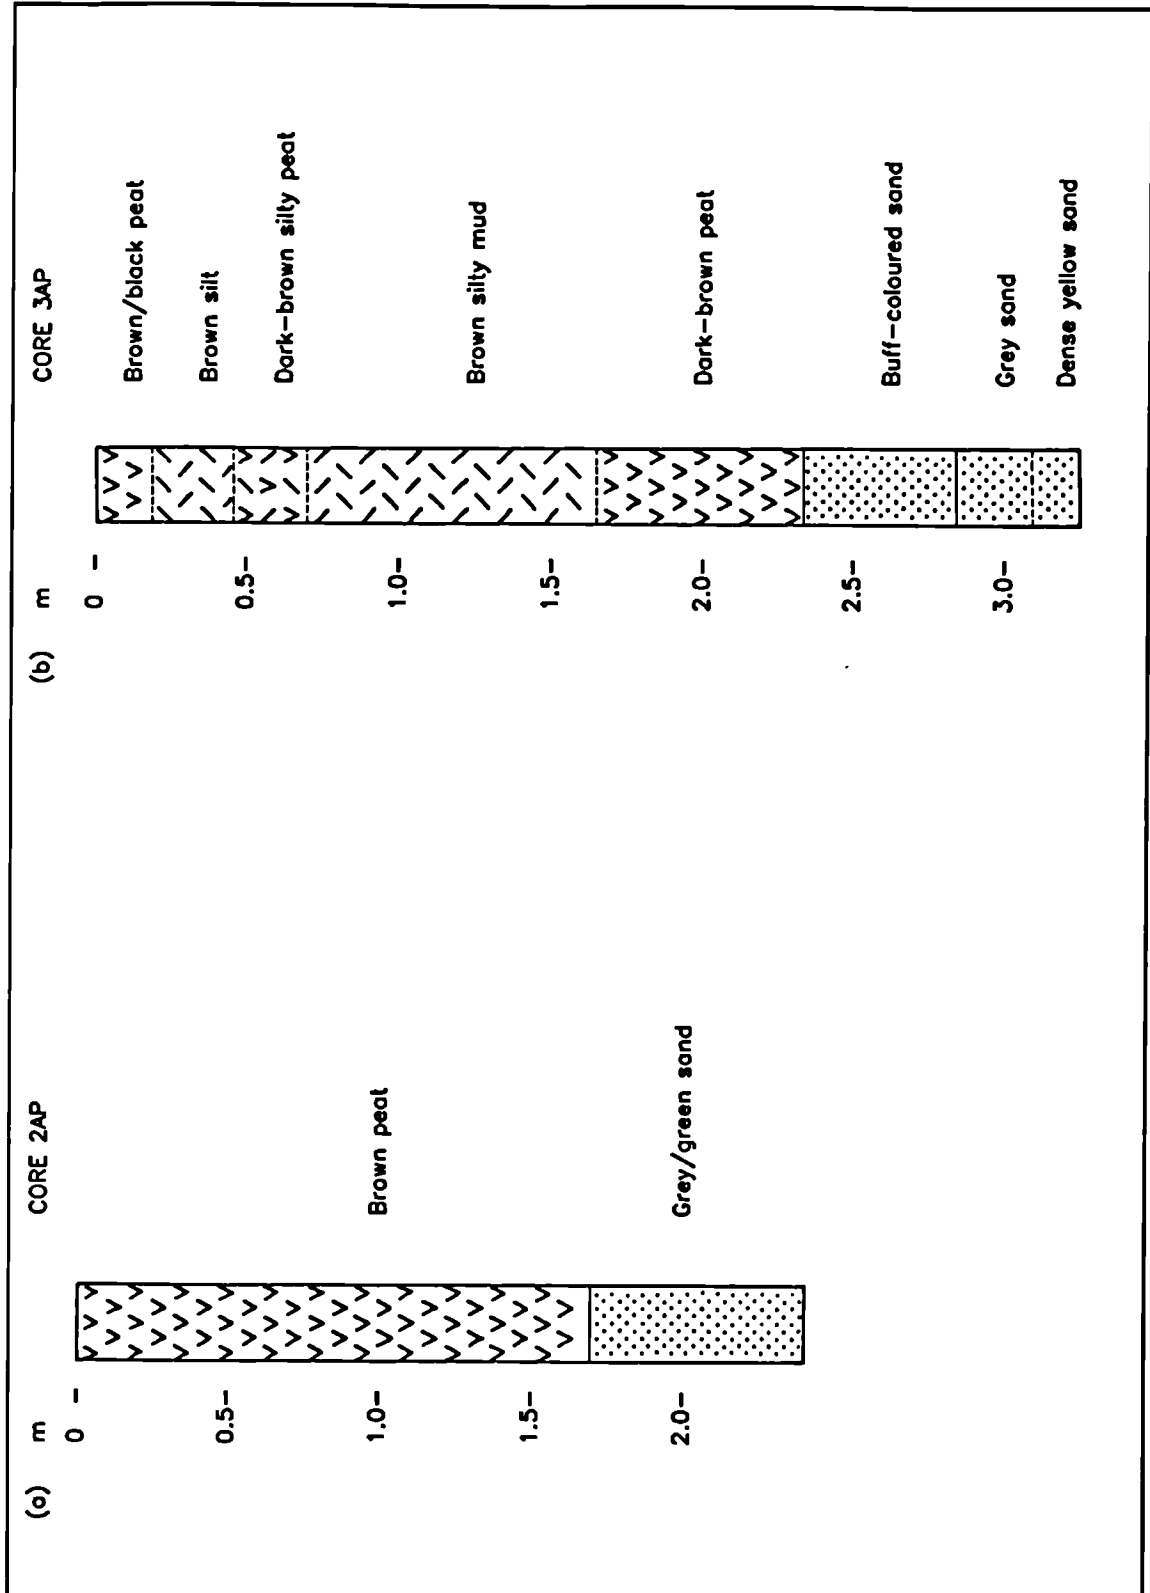 (a)
m
CORE 2AP
0 -
0.5-
1.0-
1.5-
2.0-
Brown peat
Grey/green sand
(b)
m
CORE 3AP
0 -
0.5-
1.0-
1.5-
2.0-
2.5-
3.0-
Brown/black peat
Brown silt
Dark-brown silty peat
Brown silty mud
Dark-brown peat
Buff-coloured sand
Grey sand
Dense yellow sand